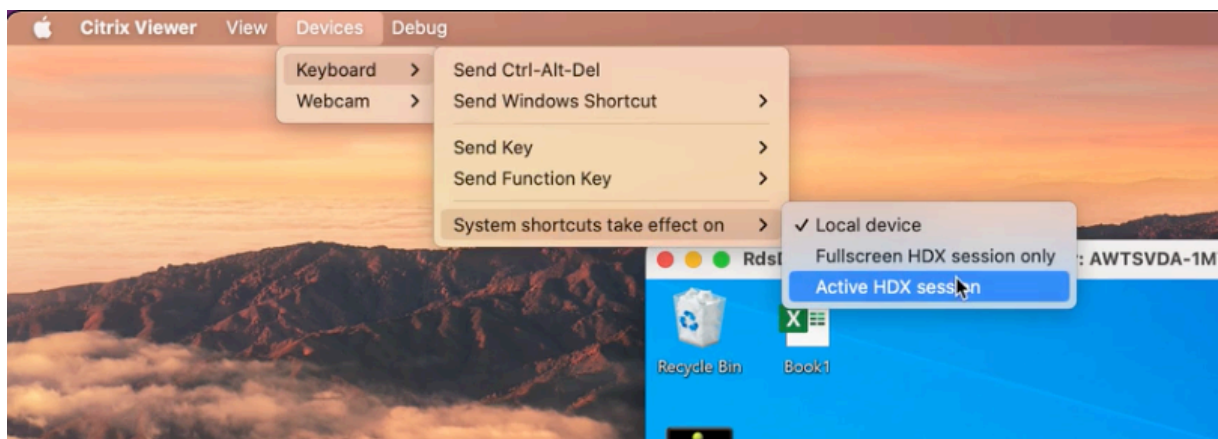 Citrix Viewer View Devices Debug
Keyboard
Webcam
Send Ctrl-Alt-Del
Send Windows Shortcut
Send Key
Send Function Key
System shortcuts take effect on
Local device
Fullscreen HDX session only
Active HDX session
: AWTSVDA-1M
Recycle Bin
Book1